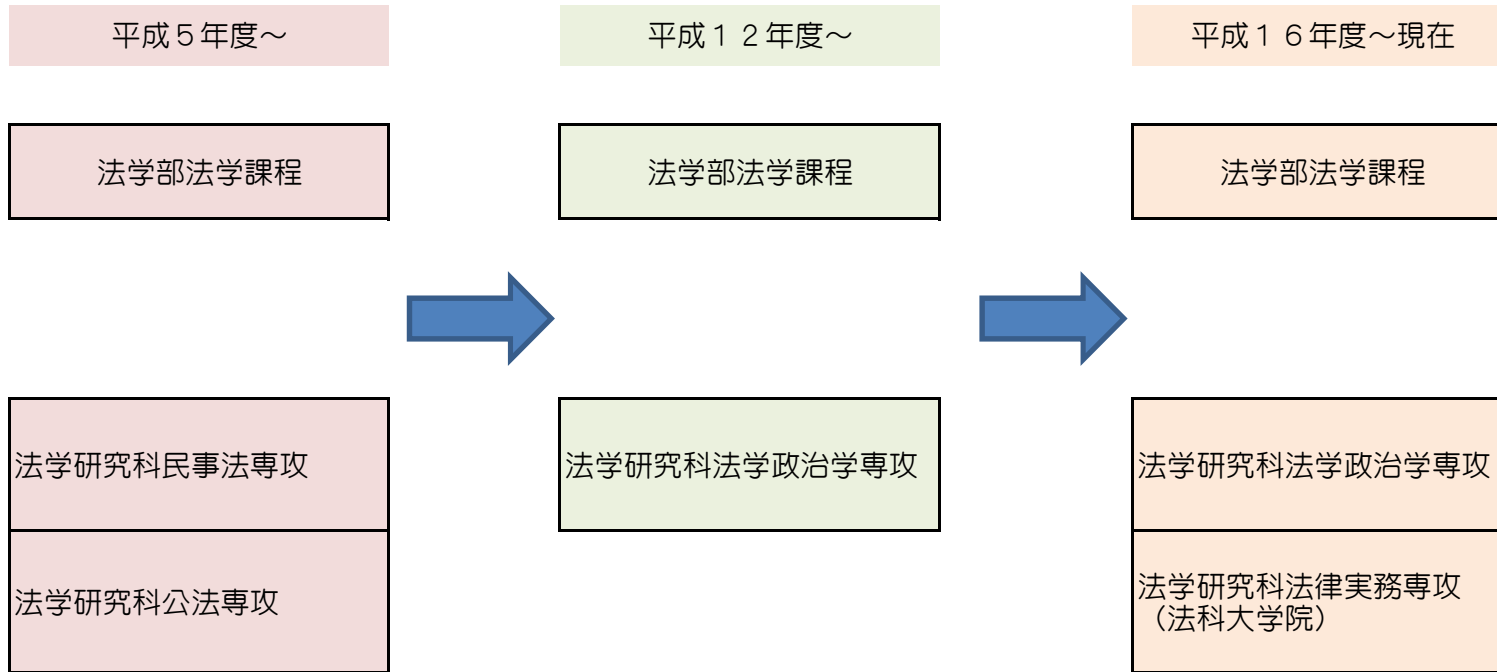 平成５年度～
平成１２年度～
平成１６年度～現在
法学部法学課程
法学部法学課程
法学部法学課程
法学研究科民事法専攻
法学研究科法学政治学専攻
法学研究科法学政治学専攻
法学研究科公法専攻
法学研究科法律実務専攻
（法科大学院）